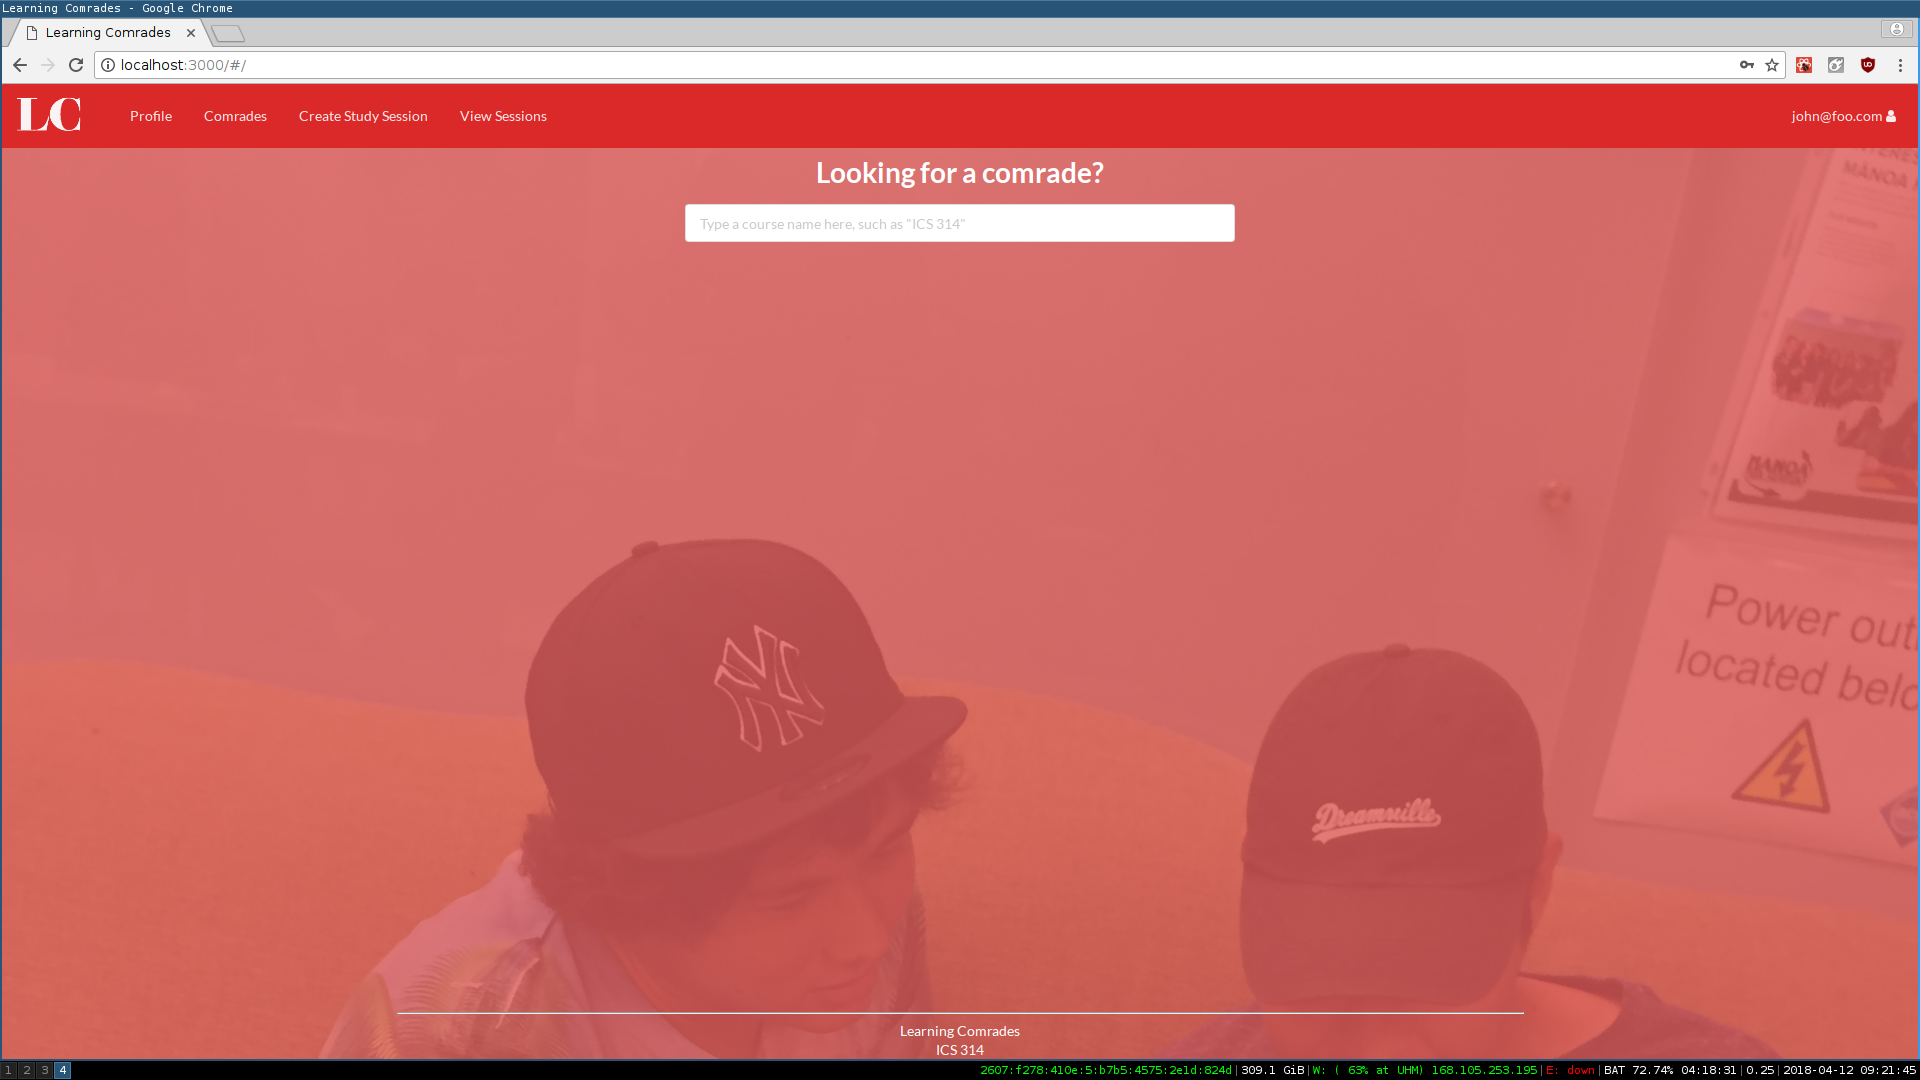 Learning Comrades - Google Chrome
Learning Comrades
localhost:3000/#/
LC
Profile
Comrades
Create Study Session
View Sessions
john@foo.com
Looking for a comrade?
Type a course name here, such as "ICS 314"
MĀNOA
MANOA
Power out
located belo
NY
Dreamville
Learning Comrades
ICS 314
1 2 3 4
2607:f278:410e:5:b7b5:4575:2e1d:824d|309.1 GiB|W: ( 63% at UHM) 168.105.253.195|E: down|BAT 72.74% 04:18:31|0.25|2018-04-12 09:21:45